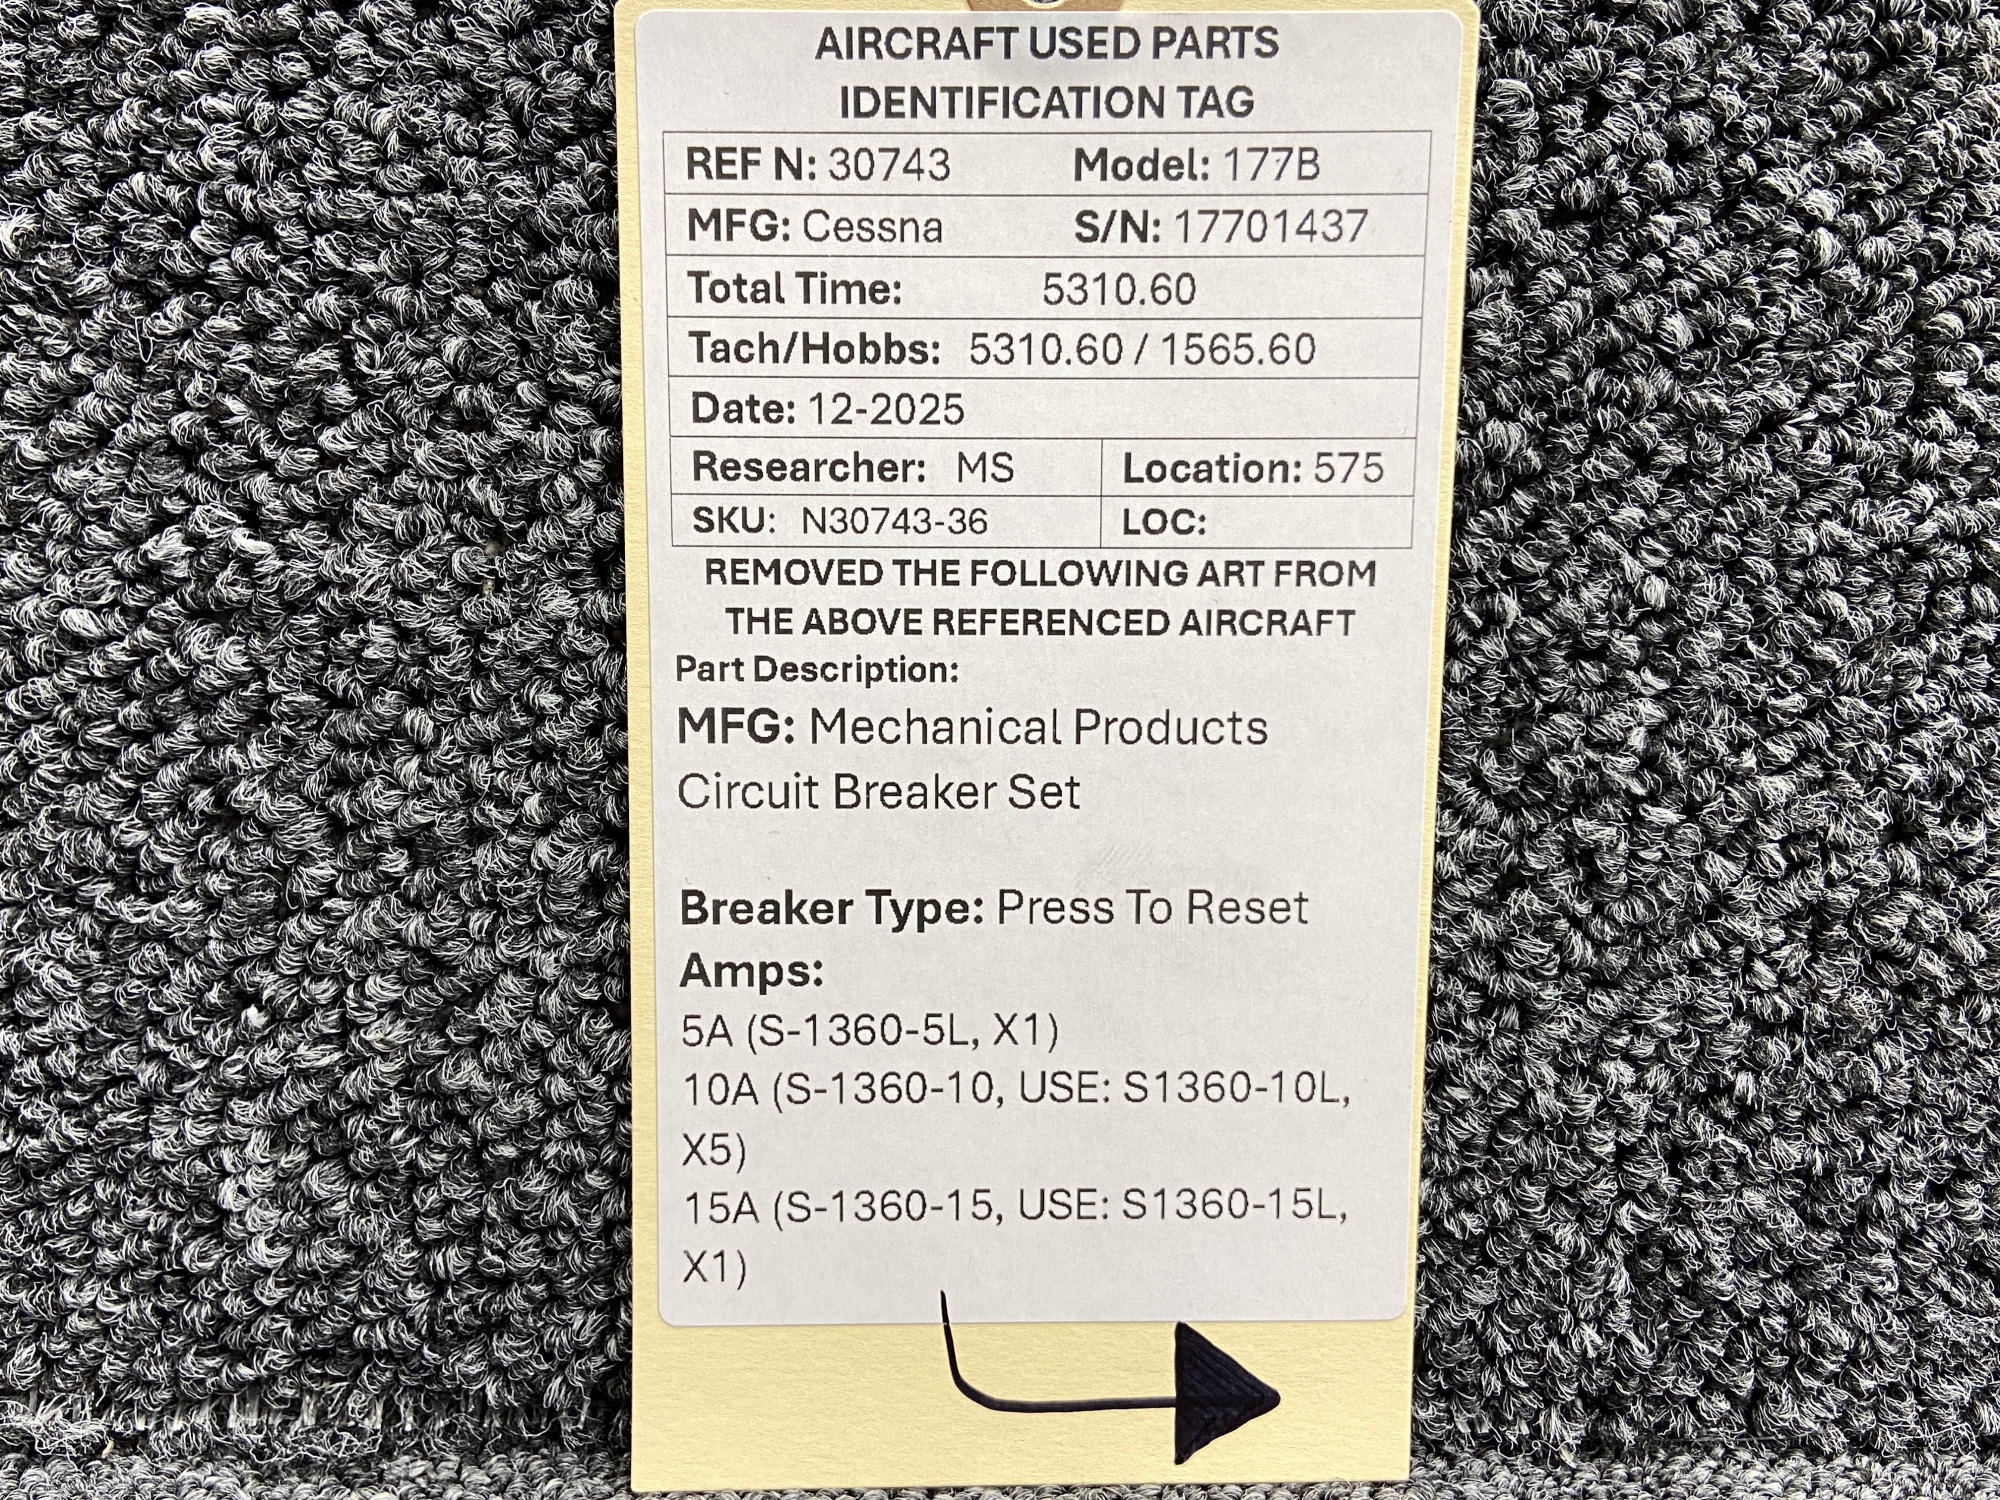 AIRCRAFT USED PARTS
IDENTIFICATION TAG
REF N: 30743 Model: 177B
MFG: Cessna S/N: 17701437
Total Time: 5310.60
Tach/Hobbs: 5310.60 / 1565.60
Date: 12-2025
Researcher: MS Location: 575
SKU: N30743-36 LOC:
REMOVED THE FOLLOWING ART FROM
THE ABOVE REFERENCED AIRCRAFT
Part Description:
MFG: Mechanical Products
Circuit Breaker Set
Breaker Type: Press To Reset
Amps:
5A (S-1360-5L, X1)
10A (S-1360-10, USE: S1360-10L,
X5)
15A (S-1360-15, USE: S1360-15L,
X1)